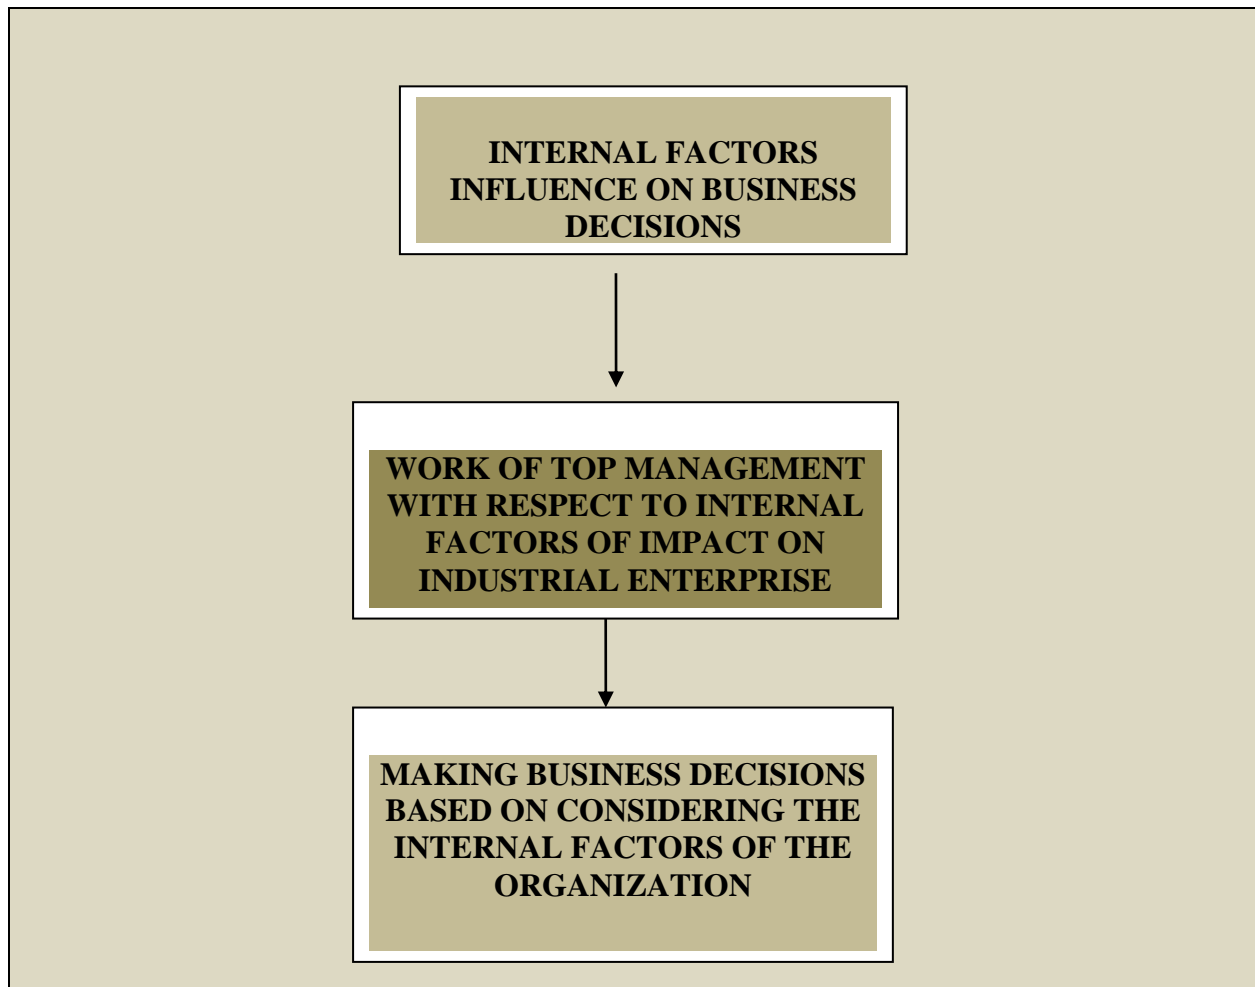 INTERNAL FACTORS
INFLUENCE ON BUSINESS
DECISIONS
WORK OF TOP MANAGEMENT
WITH RESPECT TO INTERNAL
FACTORS OF IMPACT ON
INDUSTRIAL ENTERPRISE
MAKING BUSINESS DECISIONS
BASED ON CONSIDERING THE
INTERNAL FACTORS OF THE
ORGANIZATION